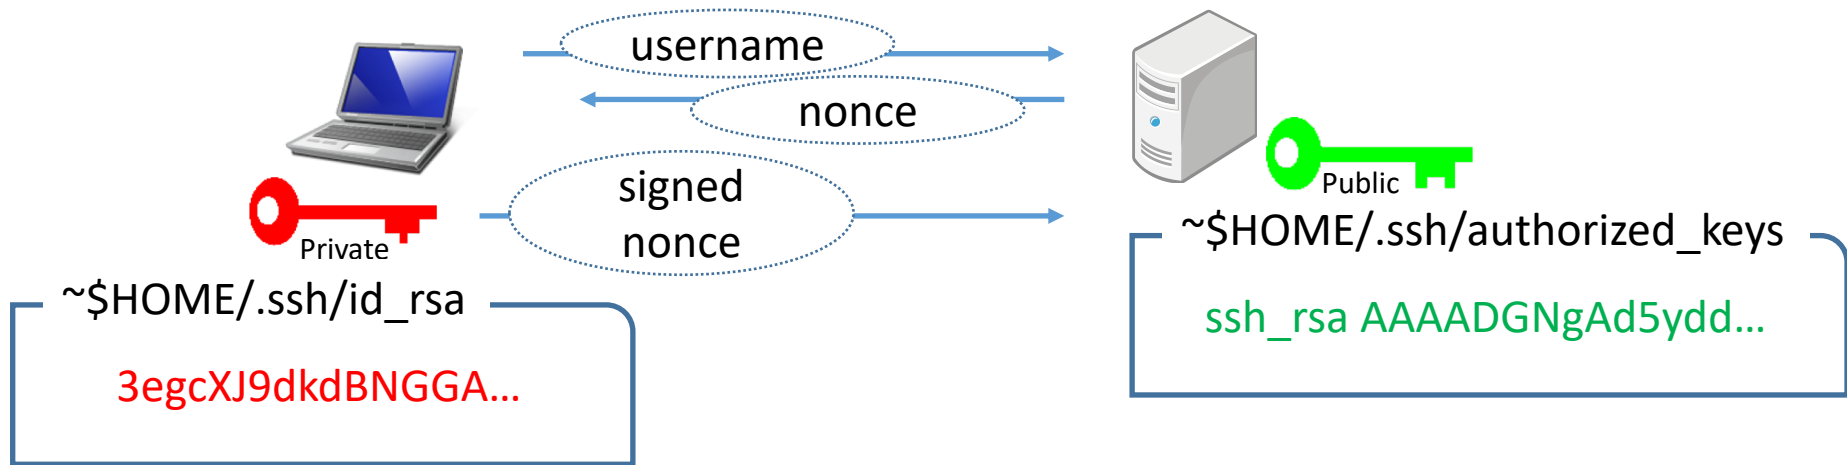 username
nonce
signed
nonce
Private
~$HOME/.ssh/id_rsa
3egcXJ9dkdBNGGA...
Public
~$HOME/.ssh/authorized_keys
ssh_rsa AAAADGNgAd5ydd...